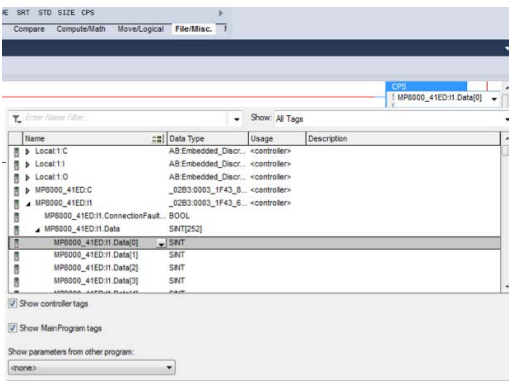 SRT STD SIZE CPS
Compare Compute/Math Move/Logical File/Misc.
CPS
MP8000_41ED:I1.Data[0]
Enter Name Filter... Show: All Tags
Name Data Type Usage Description
Local:1:C AB:Embedded_Discr... <controller>
Local:1:I AB:Embedded_Discr... <controller>
Local:1:O AB:Embedded_Discr... <controller>
MP8000_41ED:C _02B3:0003_1F43_8... <controller>
MP8000_41ED:I1 _02B3:0003_1F43_6... <controller>
MP8000_41ED:I1.ConnectionFault... BOOL
MP8000_41ED:I1.Data SINT[252]
MP8000_41ED:I1.Data[0] SINT
MP8000_41ED:I1.Data[1] SINT
MP8000_41ED:I1.Data[2] SINT
MP8000_41ED:I1.Data[3] SINT
Show controller tags
Show MainProgram tags
Show parameters from other program:
<none>